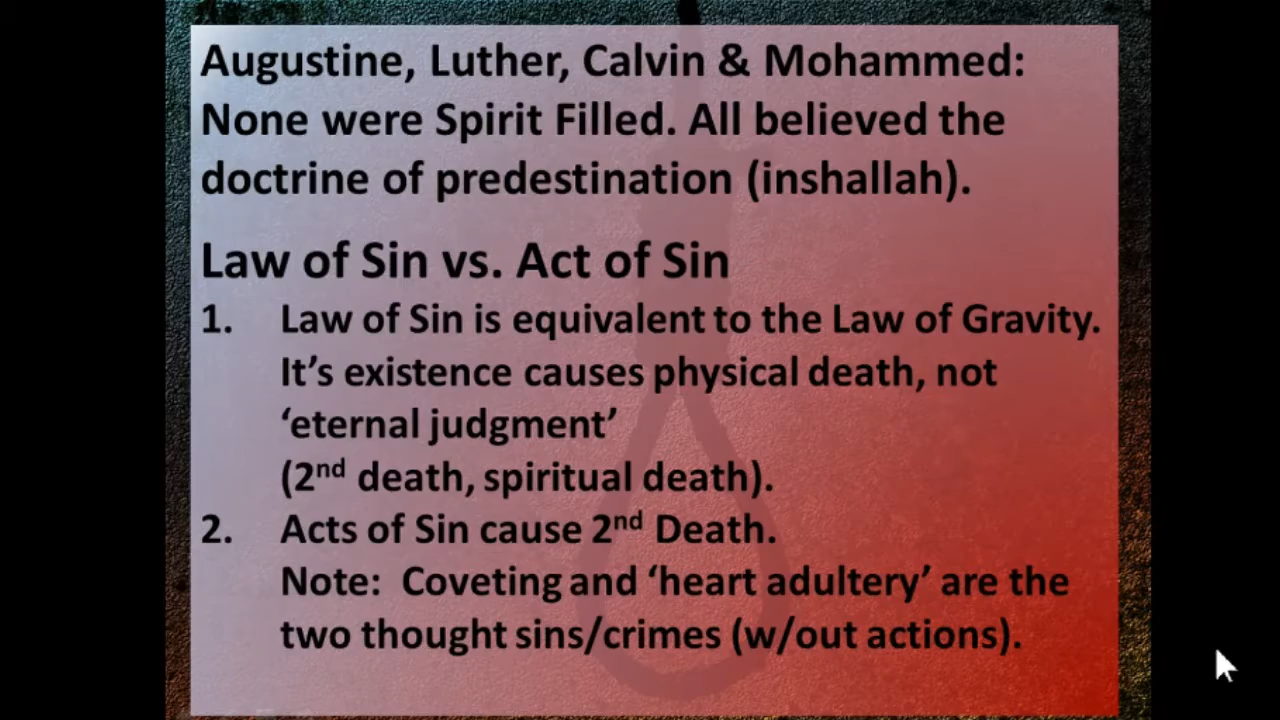 Augustine, Luther, Calvin & Mohammed:
None were Spirit Filled. All believed the
doctrine of predestination (inshallah).
Law of Sin vs. Act of Sin
1. Law of Sin is equivalent to the Law of Gravity.
It’s existence causes physical death, not
‘eternal judgment’
(2nd death, spiritual death).
2. Acts of Sin cause 2nd Death.
Note: Coveting and ‘heart adultery’ are the
two thought sins/crimes (w/out actions).